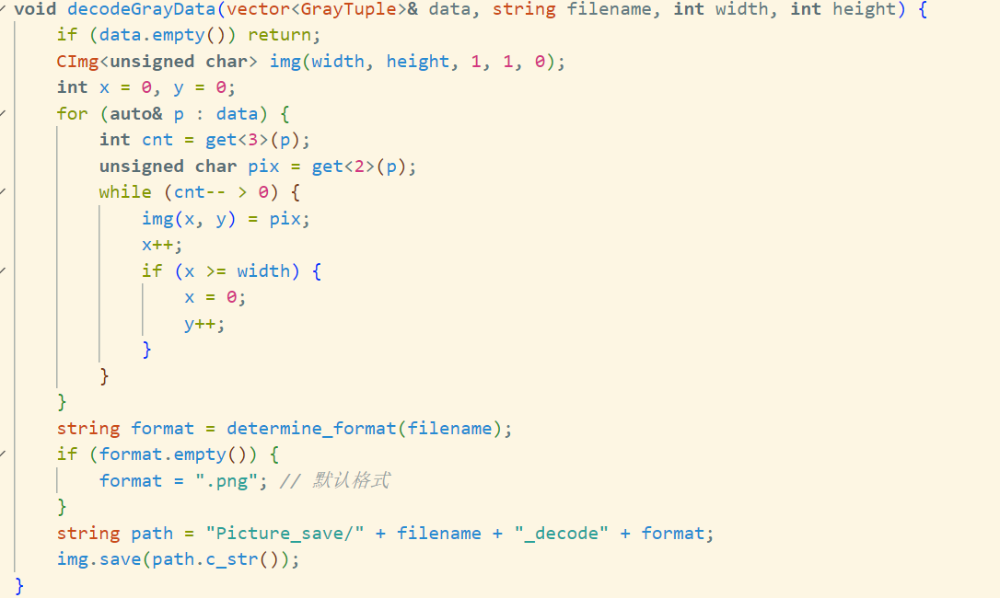 void decodeGrayData(vector<GrayTuple>& data, string filename, int width, int height) {
    if (data.empty()) return;
    CImg<unsigned char> img(width, height, 1, 1, 0);
    int x = 0, y = 0;
    for (auto& p : data) {
        int cnt = get<3>(p);
        unsigned char pix = get<2>(p);
        while (cnt-- > 0) {
            img(x, y) = pix;
            x++;
            if (x >= width) {
                x = 0;
                y++;
            }
        }
    }
    string format = determine_format(filename);
    if (format.empty()) {
        format = ".png"; // 默认格式
    }
    string path = "Picture_save/" + filename + "_decode" + format;
    img.save(path.c_str());
}